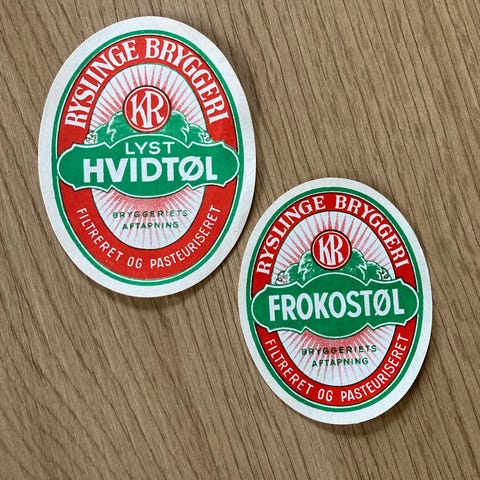 RYSLINGE BRYGGERI
KR
LYST
HVIDTØL
BRYGGERIETS
AFTAPNING
FILTRERET OG PASTEURISERET
RYSLINGE BRYGGERI
KR
FROKOSTØL
BRYGGERIETS
AFTAPNING
FILTRERET OG PASTEURISERET